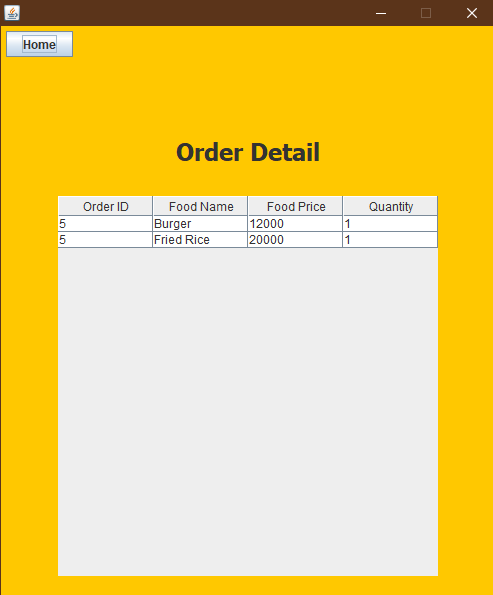 Home
Order Detail
Order ID Food Name Food Price Quantity
5 Burger 12000 1
5 Fried Rice 20000 1